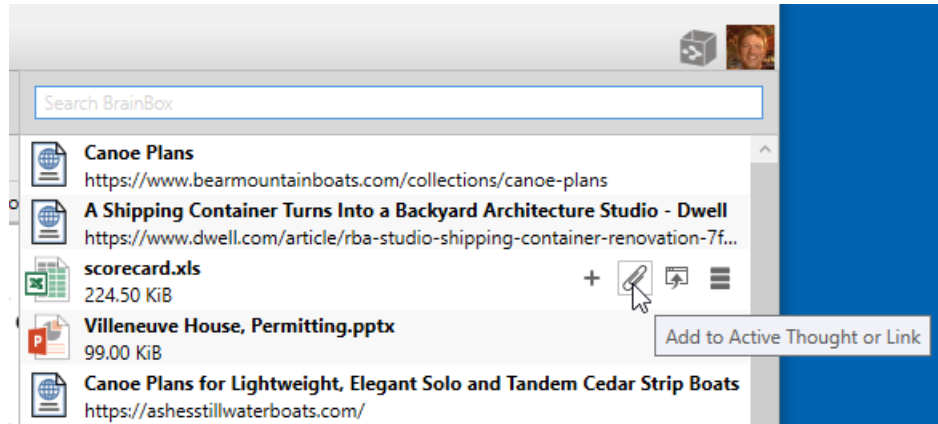 Search BrainBox
Canoe Plans
https://www.bearmountainboats.com/collections/canoe-plans
A Shipping Container Turns Into a Backyard Architecture Studio - Dwell
https://www.dwell.com/article/rba-studio-shipping-container-renovation-7f...
scorecard.xls
224.50 KiB
Villeneuve House, Permitting.pptx
99.00 KiB
Add to Active Thought or Link
Canoe Plans for Lightweight, Elegant Solo and Tandem Cedar Strip Boats
https://ashesstillwaterboats.com/